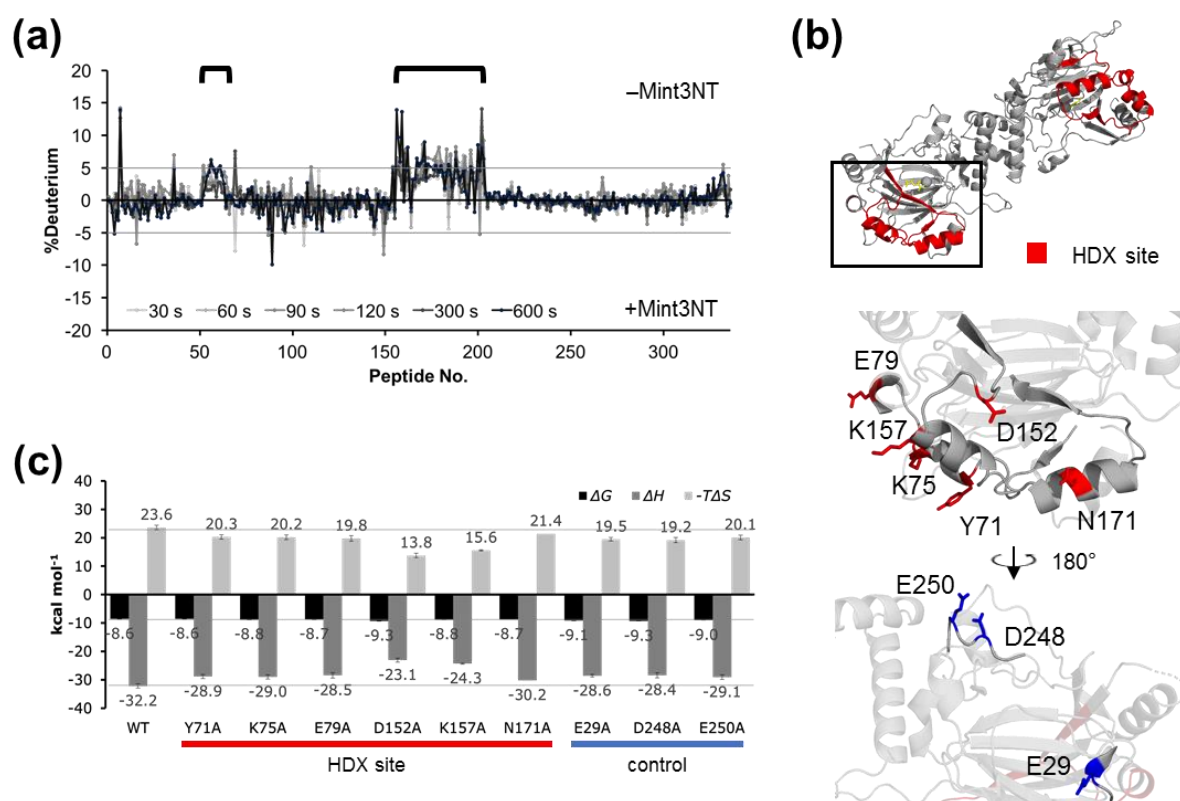 (a)
20
15
10
5
0
-5
-10
-15
-20
%Deuterium
−Mint3NT
+Mint3NT
30 s 60 s 90 s 120 s 300 s 600 s
0 50 100 150 200 250 300
Peptide No.
(b)
HDX site
E79
K157
D152
K75
Y71
N171
180°
E250
D248
E29
(c)
ΔG ΔH -TΔS
40
30
20
10
0
-10
-20
-30
-40
kcal mol-1
23.6 20.3 20.2 19.8 13.8 15.6 21.4 19.5 19.2 20.1
-8.6 -8.6 -8.8 -8.7 -9.3 -8.8 -8.7 -9.1 -9.3 -9.0
-32.2 -28.9 -29.0 -28.5 -23.1 -24.3 -30.2 -28.6 -28.4 -29.1
WT Y71A K75A E79A D152A K157A N171A E29A D248A E250A
HDX site control